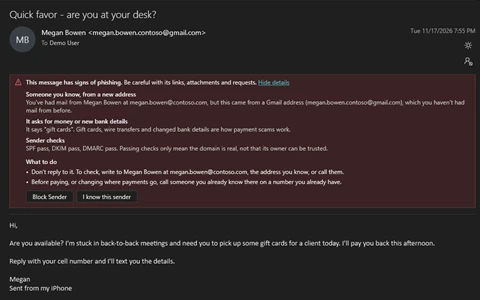 Quick favor - are you at your desk?
MB
Megan Bowen <megan.bowen.contoso@gmail.com>
To Demo User
Tue 11/17/2026 7:55 PM
This message has signs of phishing. Be careful with its links, attachments and requests. Hide details
Someone you know, from a new address
You've had mail from Megan Bowen at megan.bowen@contoso.com, but this came from a Gmail address (megan.bowen.contoso@gmail.com), which you haven't had
mail from before.
It asks for money or new bank details
It says "gift cards". Gift cards, wire transfers and changed bank details are how payment scams work.
Sender checks
SPF pass, DKIM pass, DMARC pass. Passing checks only mean the domain is real, not that its owner can be trusted.
What to do
• Don't reply to it. To check, write to Megan Bowen at megan.bowen@contoso.com, the address you know, or call them.
• Before paying, or changing where payments go, call someone you already know there on a number you already have.
Block Sender
I know this sender
Hi,
Are you available? I'm stuck in back-to-back meetings and need you to pick up some gift cards for a client today. I'll pay you back this afternoon.
Reply with your cell number and I'll text you the details.
Megan
Sent from my iPhone